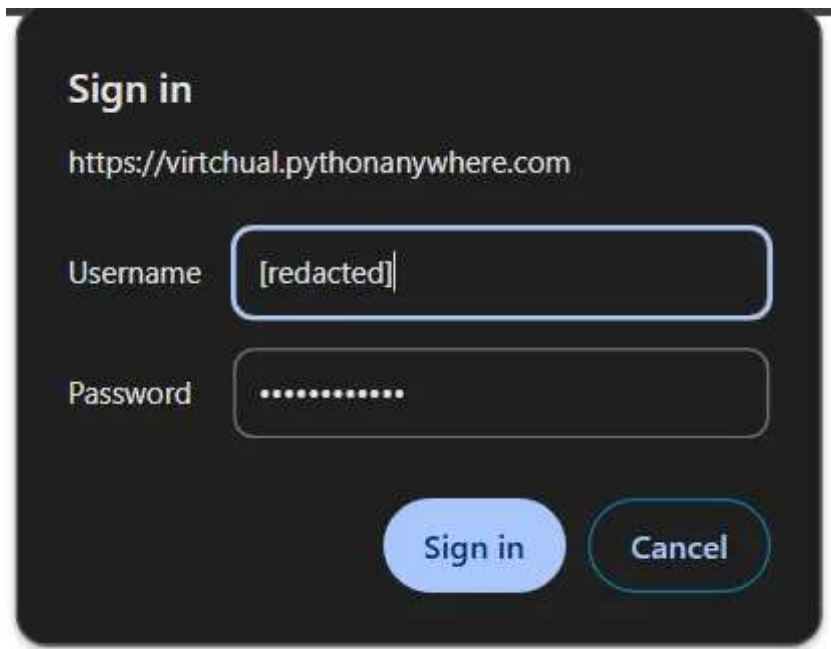 Sign in
https://virtchual.pythonanywhere.com
Username [redacted]
Password ••••••••••••
Sign in Cancel